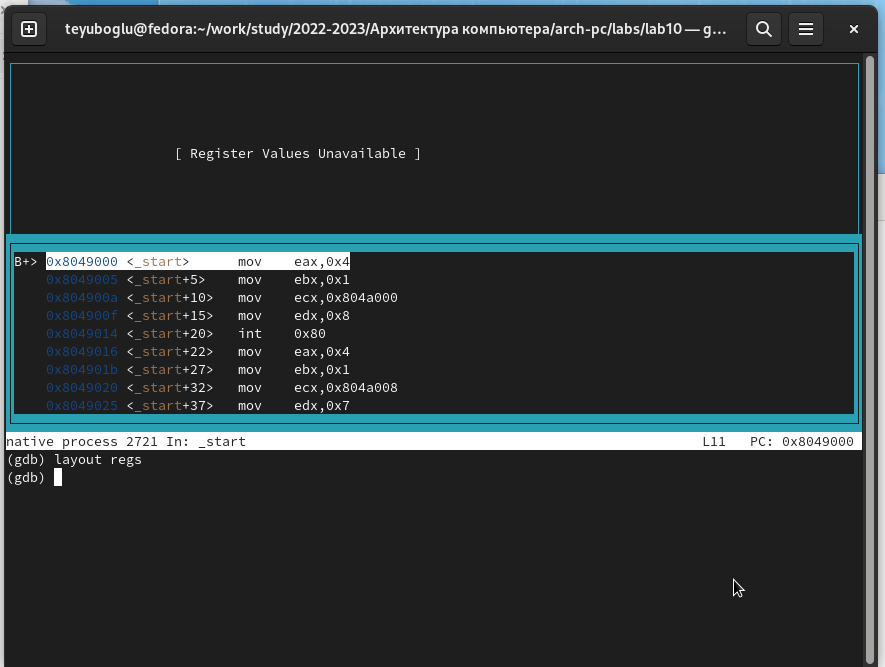 teyuboglu@fedora:~/work/study/2022-2023/Архитектура компьютера/arch-pc/labs/lab10 — g...
[ Register Values Unavailable ]
B+> 0x8049000 <_start>      mov    eax,0x4
0x8049005 <_start+5>    mov    ebx,0x1
0x804900a <_start+10>   mov    ecx,0x804a000
0x804900f <_start+15>   mov    edx,0x8
0x8049014 <_start+20>   int    0x80
0x8049016 <_start+22>   mov    eax,0x4
0x804901b <_start+27>   mov    ebx,0x1
0x8049020 <_start+32>   mov    ecx,0x804a008
0x8049025 <_start+37>   mov    edx,0x7
native process 2721 In: _start    L11   PC: 0x8049000
(gdb) layout regs
(gdb)